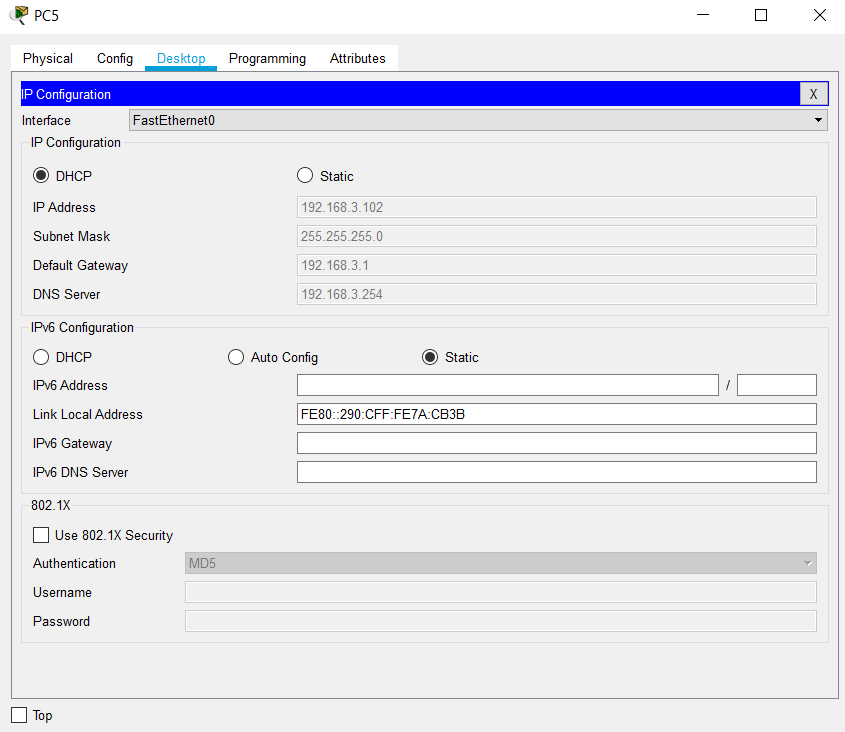 PC5
Physical Config Desktop Programming Attributes
IP Configuration X
Interface FastEthernet0
IP Configuration
DHCP Static
IP Address 192.168.3.102
Subnet Mask 255.255.255.0
Default Gateway 192.168.3.1
DNS Server 192.168.3.254
IPv6 Configuration
DHCP Auto Config Static
IPv6 Address /
Link Local Address FE80::290:CFF:FE7A:CB3B
IPv6 Gateway
IPv6 DNS Server
802.1X
Use 802.1X Security
Authentication MD5
Username
Password
Top